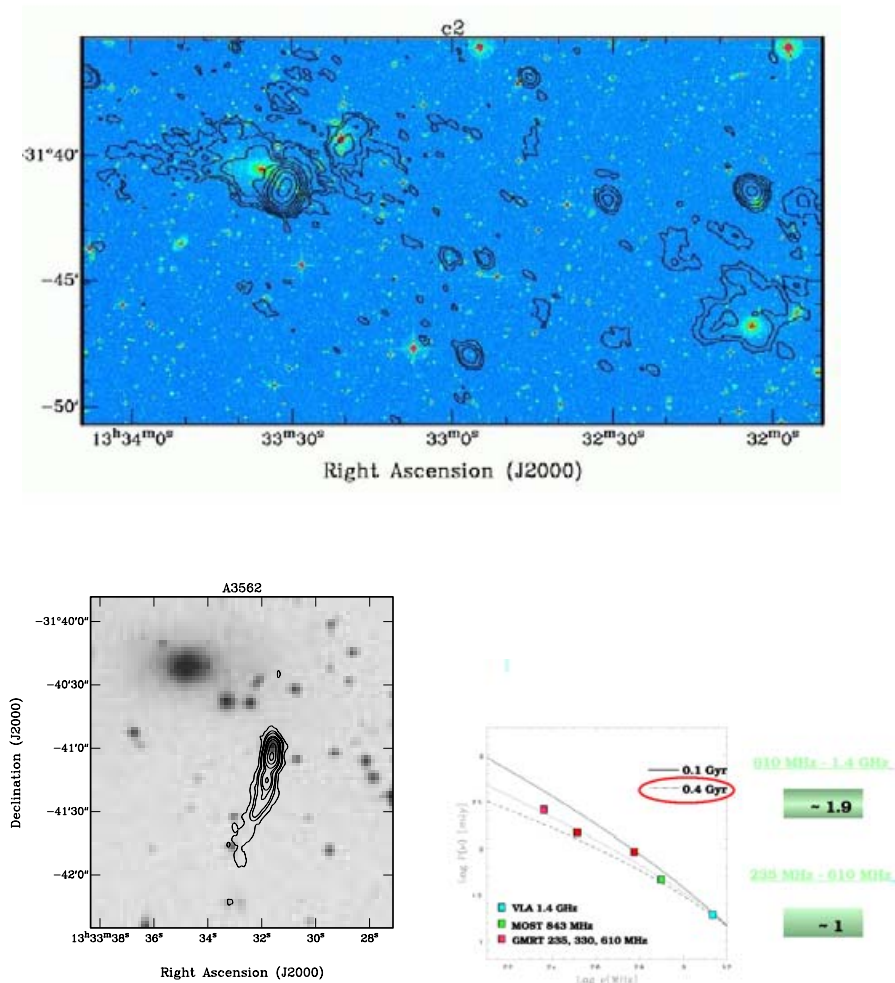 c2
−31°40'
−45'
−50'
13ʰ34ᵐ0ˢ
33ᵐ30ˢ
33ᵐ0ˢ
32ᵐ30ˢ
32ᵐ0ˢ
Right Ascension (J2000)
A3562
−31°40'0"
40'30"
41'0"
41'30"
42'0"
Declination (J2000)
13ʰ33ᵐ38ˢ
36ˢ
34ˢ
32ˢ
30ˢ
28ˢ
Right Ascension (J2000)
0.1 Gyr
0.4 Gyr
VLA 1.4 GHz
MOST 843 MHz
GMRT 235, 330, 610 MHz
610 MHz - 1.4 GHz
~ 1.9
235 MHz - 610 MHz
~ 1